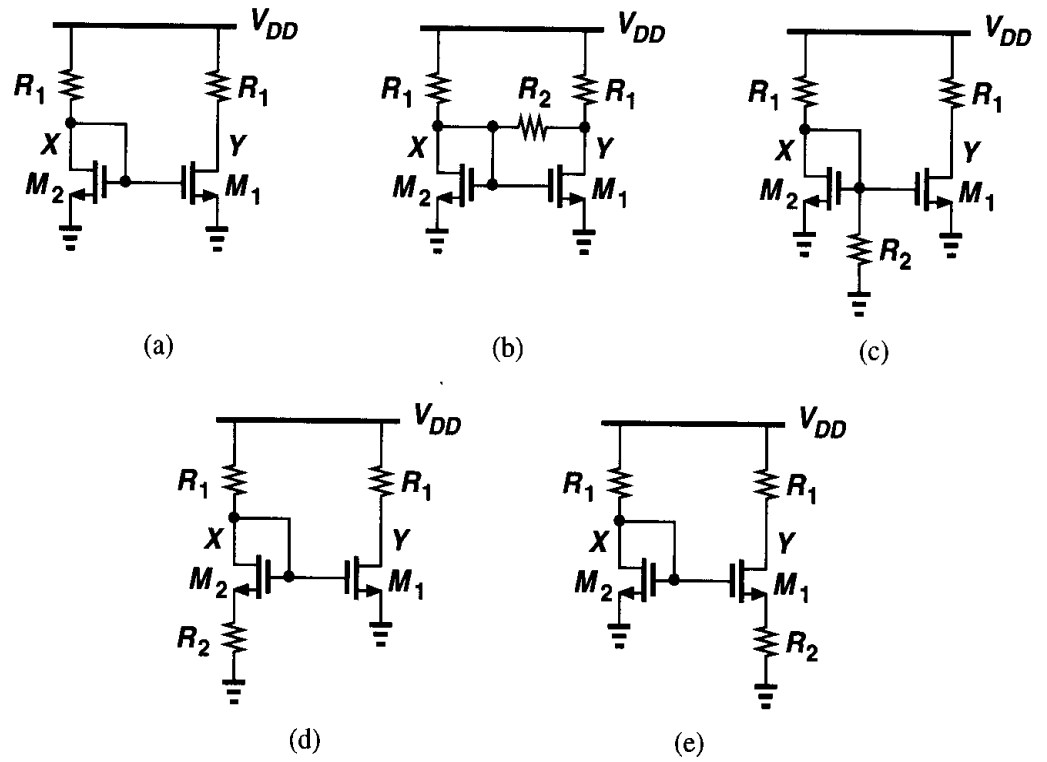 V_DD V_DD V_DD
R_1 R_1 R_1 R_2 R_1 R_1 R_1
X Y X Y X Y
M_2 M_1 M_2 M_1 M_2 M_1
R_2
(a) (b) (c)
V_DD V_DD
R_1 R_1 R_1 R_1
X Y X Y
M_2 M_1 M_2 M_1
R_2 R_2
(d) (e)